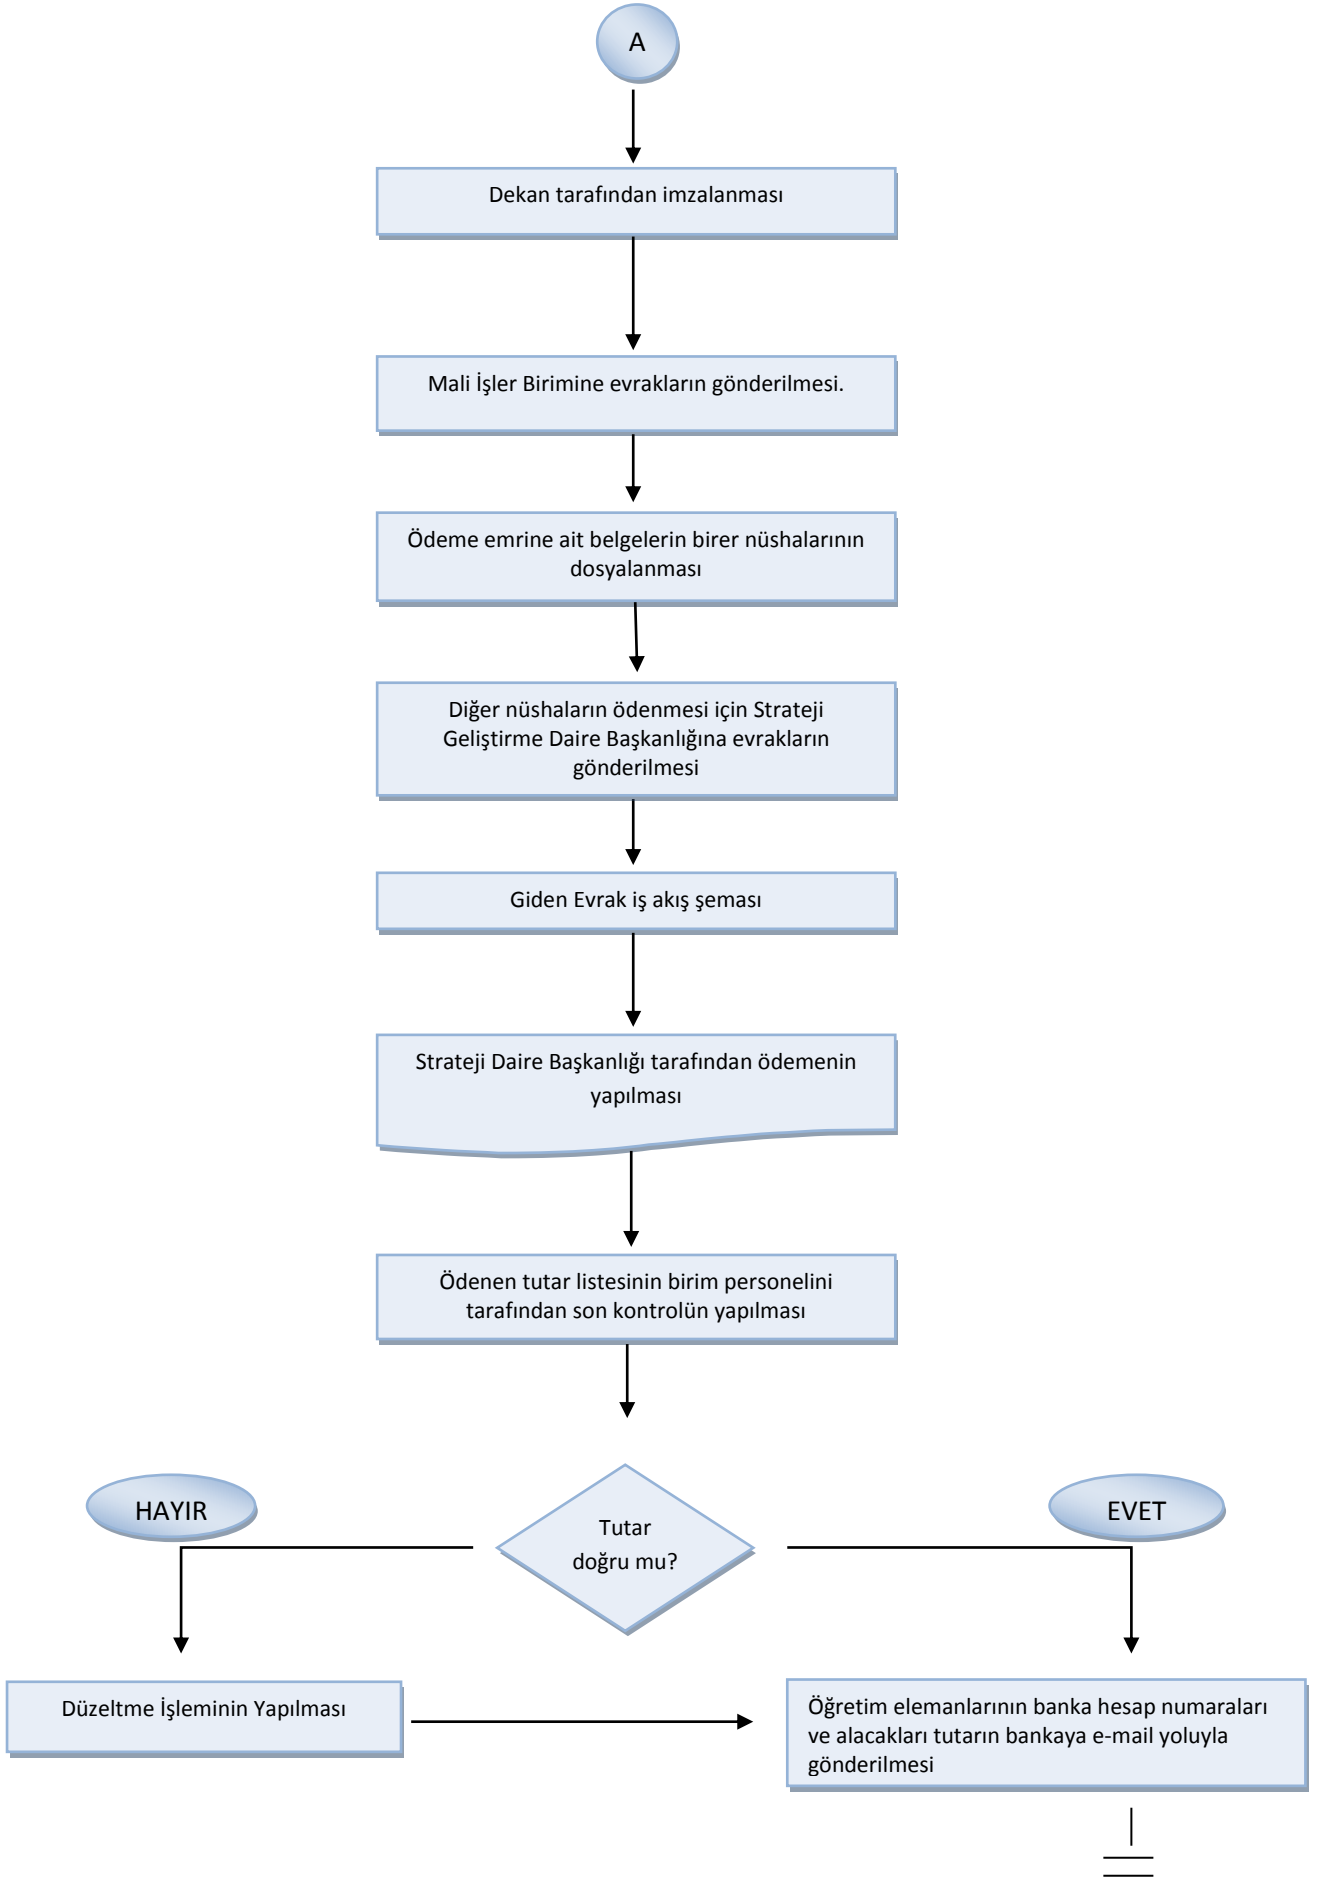 A
Dekan tarafından imzalanması
Mali İşler Birimine evrakların gönderilmesi.
Ödeme emrine ait belgelerin birer nüshalarının
dosyalanması
Diğer nüshaların ödenmesi için Strateji
Geliştirme Daire Başkanlığına evrakların
gönderilmesi
Giden Evrak iş akış şeması
Strateji Daire Başkanlığı tarafından ödemenin
yapılması
Ödenen tutar listesinin birim personelini
tarafından son kontrolün yapılması
HAYIR
Tutar
doğru mu?
EVET
Düzeltme İşleminin Yapılması
Öğretim elemanlarının banka hesap numaraları
ve alacakları tutarın bankaya e-mail yoluyla
gönderilmesi